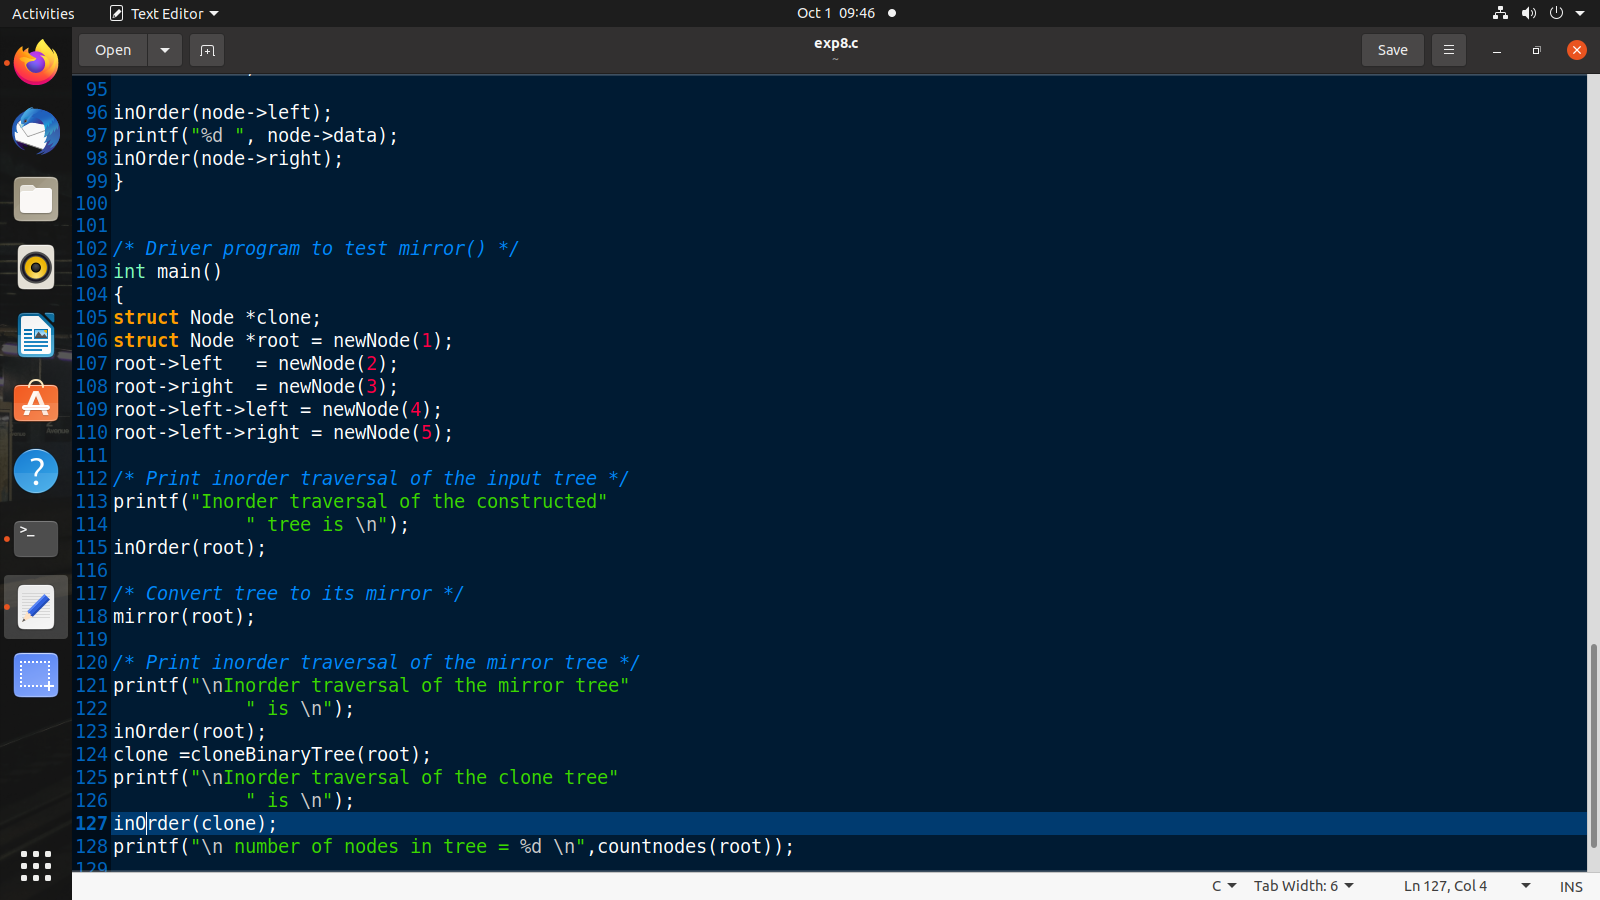 Activities Text Editor Oct 1 09:46
Open exp8.c Save
~
95
96 inOrder(node->left);
97 printf("%d ", node->data);
98 inOrder(node->right);
99 }
100
101
102 /* Driver program to test mirror() */
103 int main()
104 {
105 struct Node *clone;
106 struct Node *root = newNode(1);
107 root->left   = newNode(2);
108 root->right  = newNode(3);
109 root->left->left = newNode(4);
110 root->left->right = newNode(5);
111
112 /* Print inorder traversal of the input tree */
113 printf("Inorder traversal of the constructed"
114             " tree is \n");
115 inOrder(root);
116
117 /* Convert tree to its mirror */
118 mirror(root);
119
120 /* Print inorder traversal of the mirror tree */
121 printf("\nInorder traversal of the mirror tree"
122             " is \n");
123 inOrder(root);
124 clone =cloneBinaryTree(root);
125 printf("\nInorder traversal of the clone tree"
126             " is \n");
127 inOrder(clone);
128 printf("\n number of nodes in tree = %d \n",countnodes(root));
129
C Tab Width: 6 Ln 127, Col 4 INS